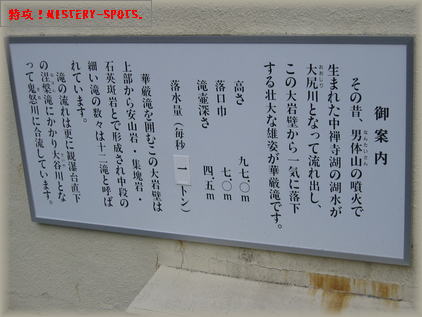 特攻！MISTERY-SPOTS.
御案内
その昔、男体山の噴火で
生まれた中禅寺湖の湖水が
大尻川となって流れ出し、
この大岩壁から一気に落下
する壮大な雄姿が華厳滝です。
高さ 九七．〇m
落口巾 七．〇m
滝壺深さ 四．五m
落水量（毎秒 一 トン）
華厳滝を囲むこの大岩壁は
上部から安山岩・集塊岩・
石英斑岩とで形成され中段の
細い滝の数々は十二滝と呼ば
れています。
滝の流れは更に観瀑台直下
の涅槃滝にかかり大谷川とな
って鬼怒川に合流しています。